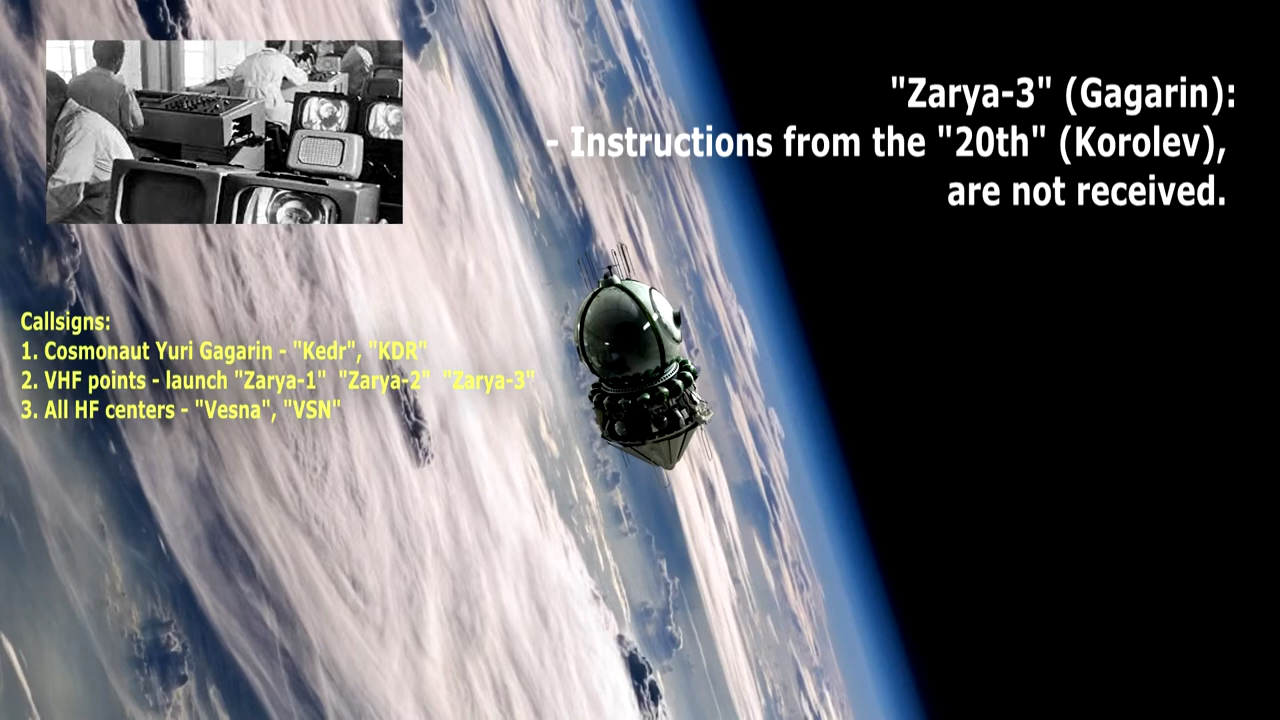 "Zarya-3" (Gagarin):
- Instructions from the "20th" (Korolev),
are not received.
Callsigns:
1. Cosmonaut Yuri Gagarin - "Kedr", "KDR"
2. VHF points - launch "Zarya-1" "Zarya-2" "Zarya-3"
3. All HF centers - "Vesna", "VSN"